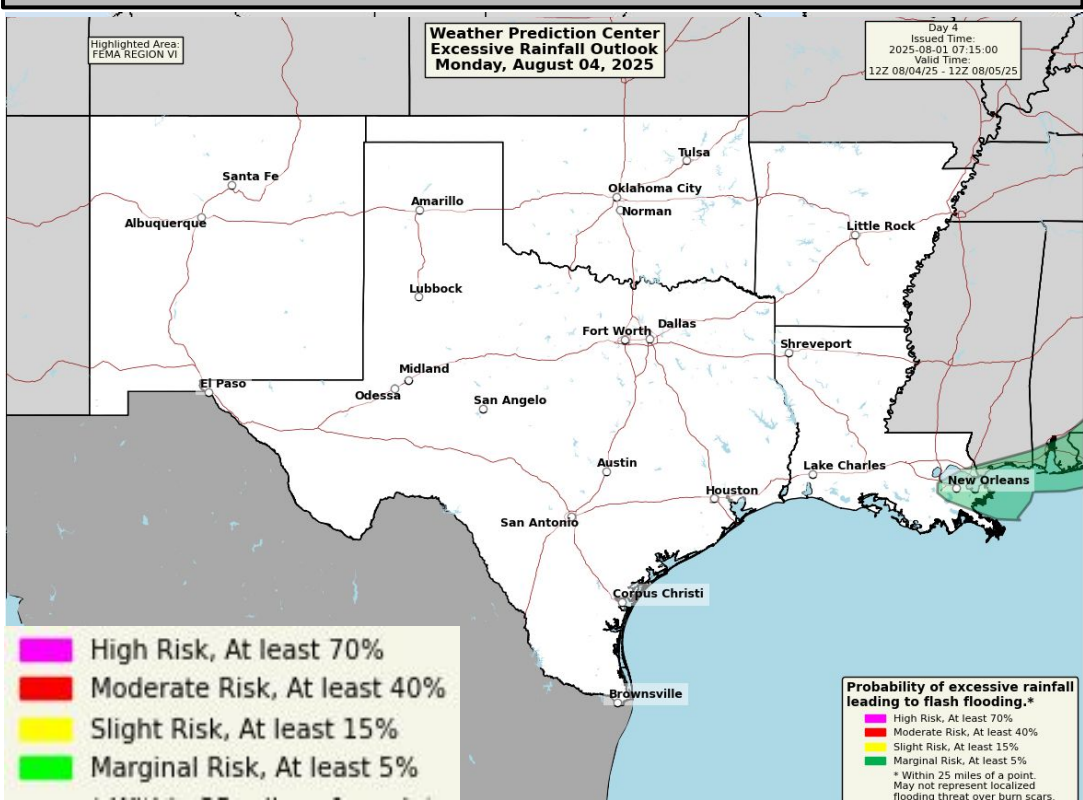 Highlighted Area:
FEMA REGION VI
Weather Prediction Center
Excessive Rainfall Outlook
Monday, August 04, 2025
Day 4
Issued Time:
2025-08-01 07:15:00
Valid Time:
12Z 08/04/25 - 12Z 08/05/25
Tulsa
Santa Fe
Oklahoma City
Amarillo
Norman
Albuquerque
Little Rock
Lubbock
Dallas
Fort Worth
Shreveport
Midland
El Paso
Odessa
San Angelo
Austin
Lake Charles
New Orleans
Houston
San Antonio
Corpus Christi
Brownsville
High Risk, At least 70%
Moderate Risk, At least 40%
Slight Risk, At least 15%
Marginal Risk, At least 5%
Probability of excessive rainfall
leading to flash flooding.*
High Risk, At least 70%
Moderate Risk, At least 40%
Slight Risk, At least 15%
Marginal Risk, At least 5%
* Within 25 miles of a point.
May not represent localized
flooding threat over burn scars.